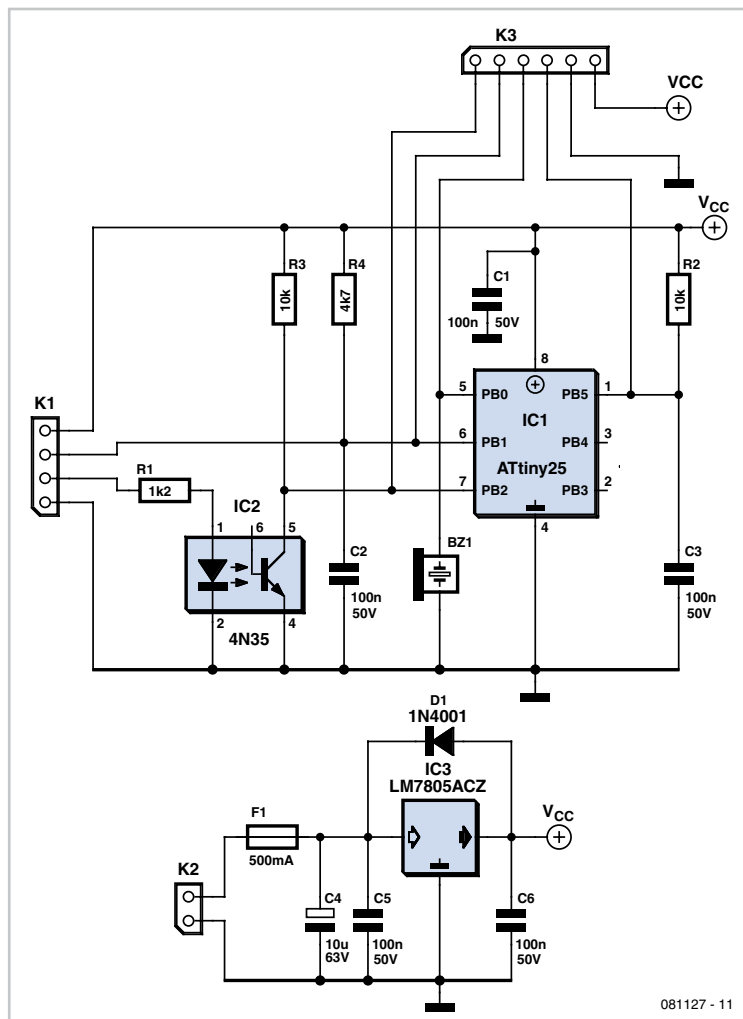 K3
VCC
VCC
R3
10k
R4
4k7
C1
100n 50V
R2
10k
8
K1
5 PB0 PB5 1
IC1
6 PB1 PB4 3
ATtiny25
7 PB2 PB3 2
4
R1
1k2
IC2
1 6 5
2 4
4N35
C2
100n
50V
BZ1
C3
100n
50V
D1
1N4001
IC3
LM7805ACZ
VCC
F1
500mA
K2
C4
10u
63V
C5
100n
50V
C6
100n
50V
081127 - 11